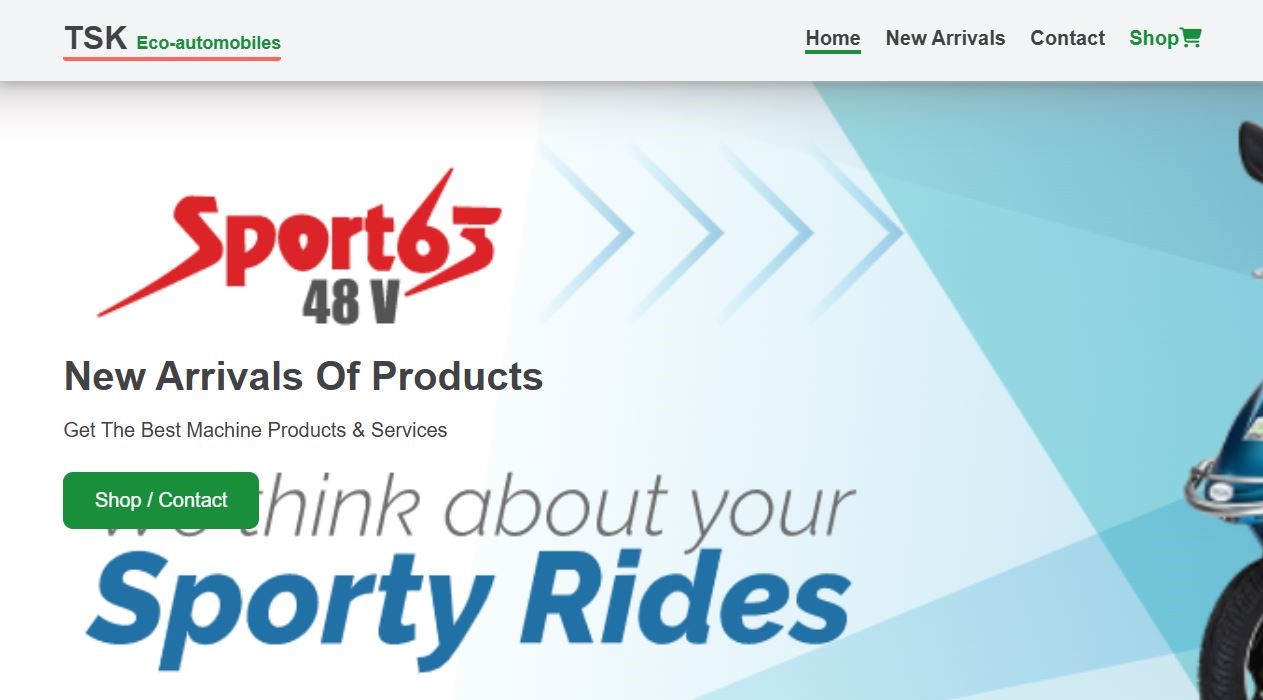 TSK Eco-automobiles
Home New Arrivals Contact Shop
Sport63
48 V
New Arrivals Of Products
Get The Best Machine Products & Services
Shop / Contact
think about your
Sporty Rides